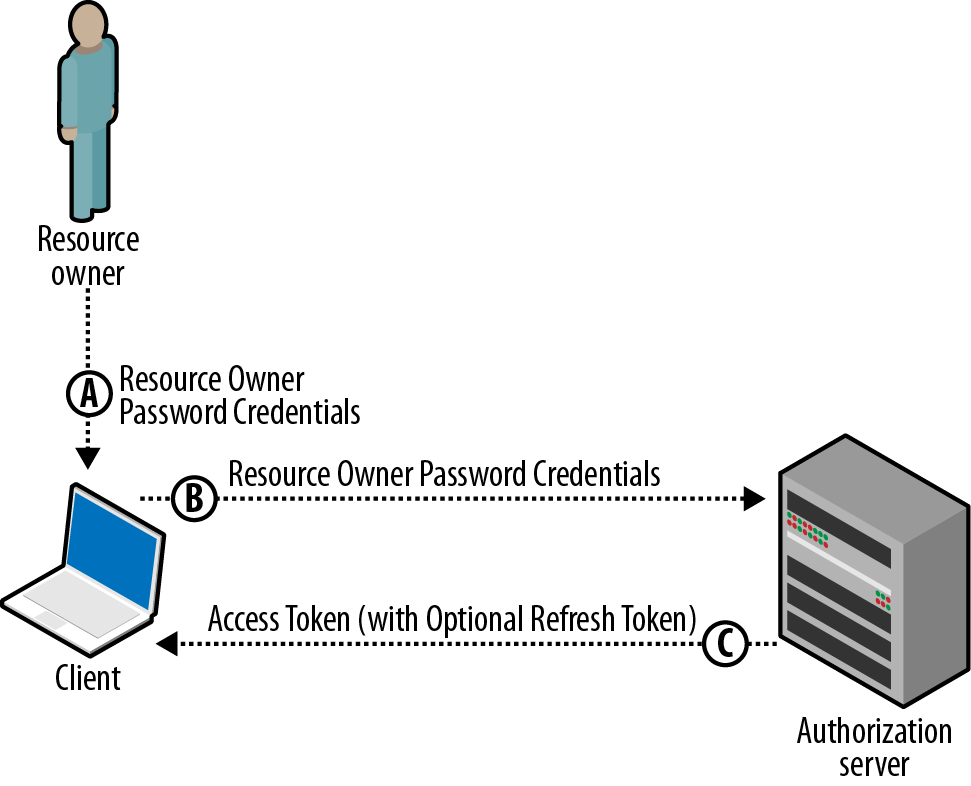 Resource
owner
A
Resource Owner
Password Credentials
Resource Owner Password Credentials
B
Access Token (with Optional Refresh Token)
C
Client
Authorization
server